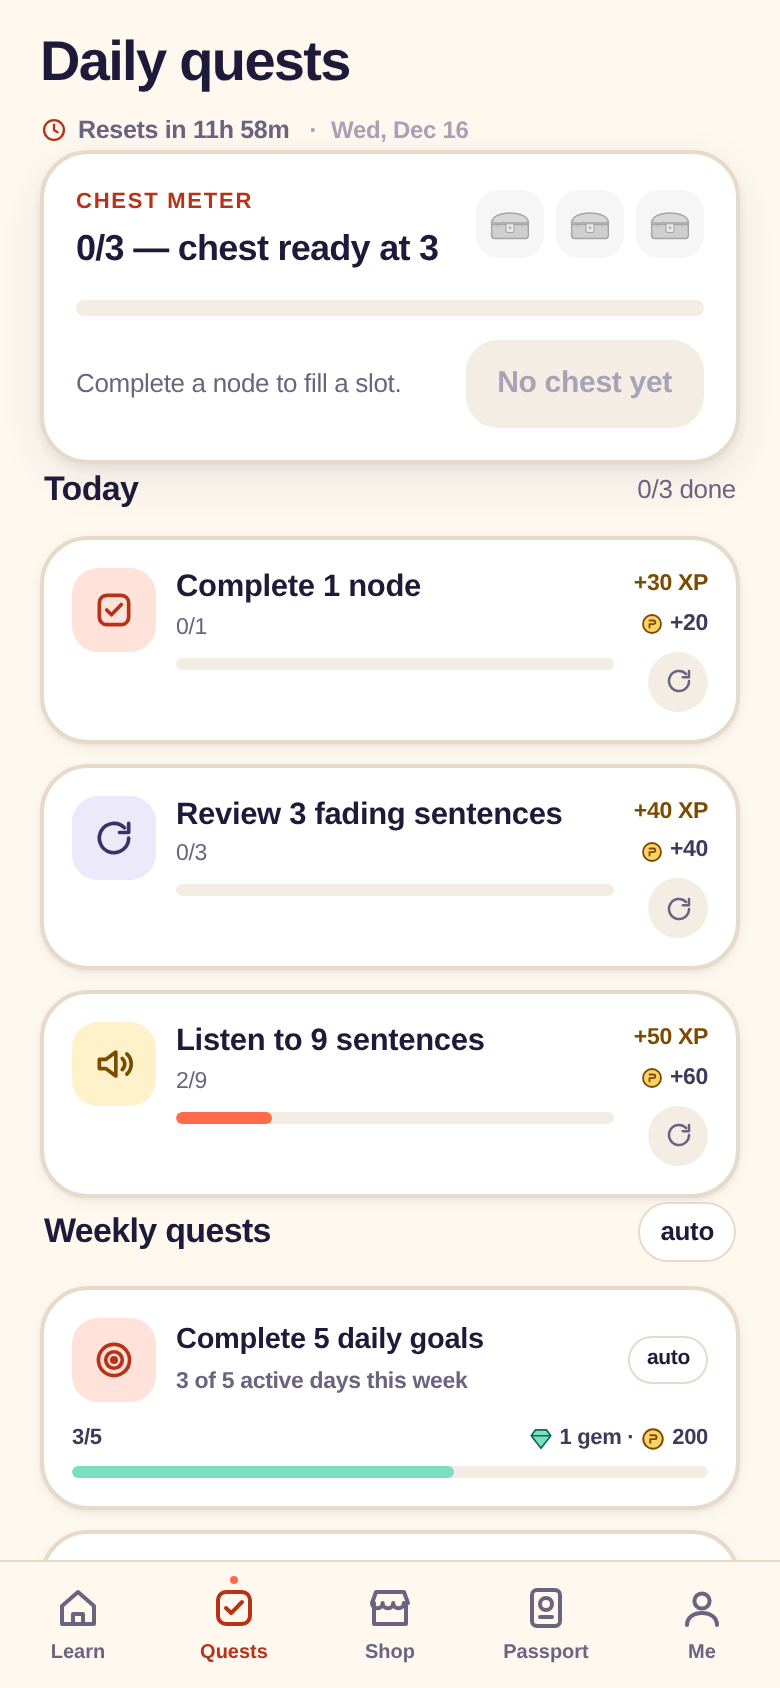 Daily quests
Resets in 11h 58m · Wed, Dec 16
CHEST METER
0/3 — chest ready at 3
Complete a node to fill a slot.
No chest yet
Today
0/3 done
Complete 1 node
+30 XP
0/1
+20
Review 3 fading sentences
+40 XP
0/3
+40
Listen to 9 sentences
+50 XP
2/9
+60
Weekly quests
auto
Complete 5 daily goals
3 of 5 active days this week
auto
3/5
1 gem · 200
Learn
Quests
Shop
Passport
Me